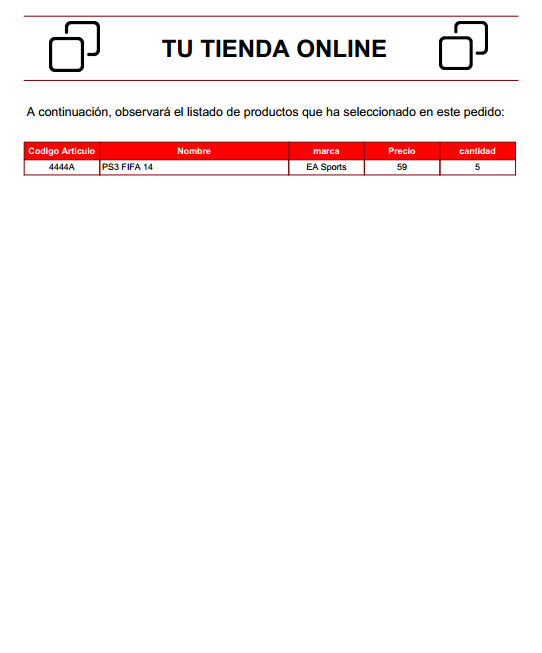 TU TIENDA ONLINE
A continuación, observará el listado de productos que ha seleccionado en este pedido:
Codigo Articulo Nombre marca Precio cantidad
4444A PS3 FIFA 14 EA Sports 59 5